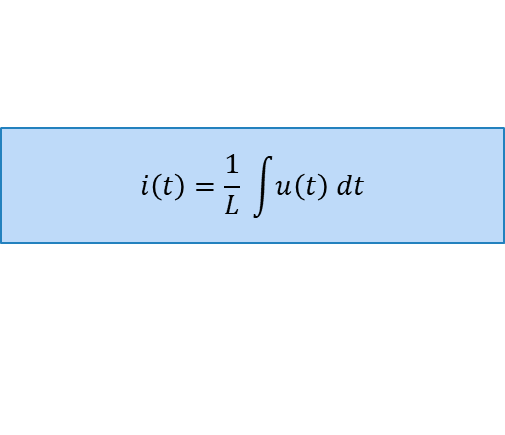 i(t) = 1/L ∫ u(t) dt